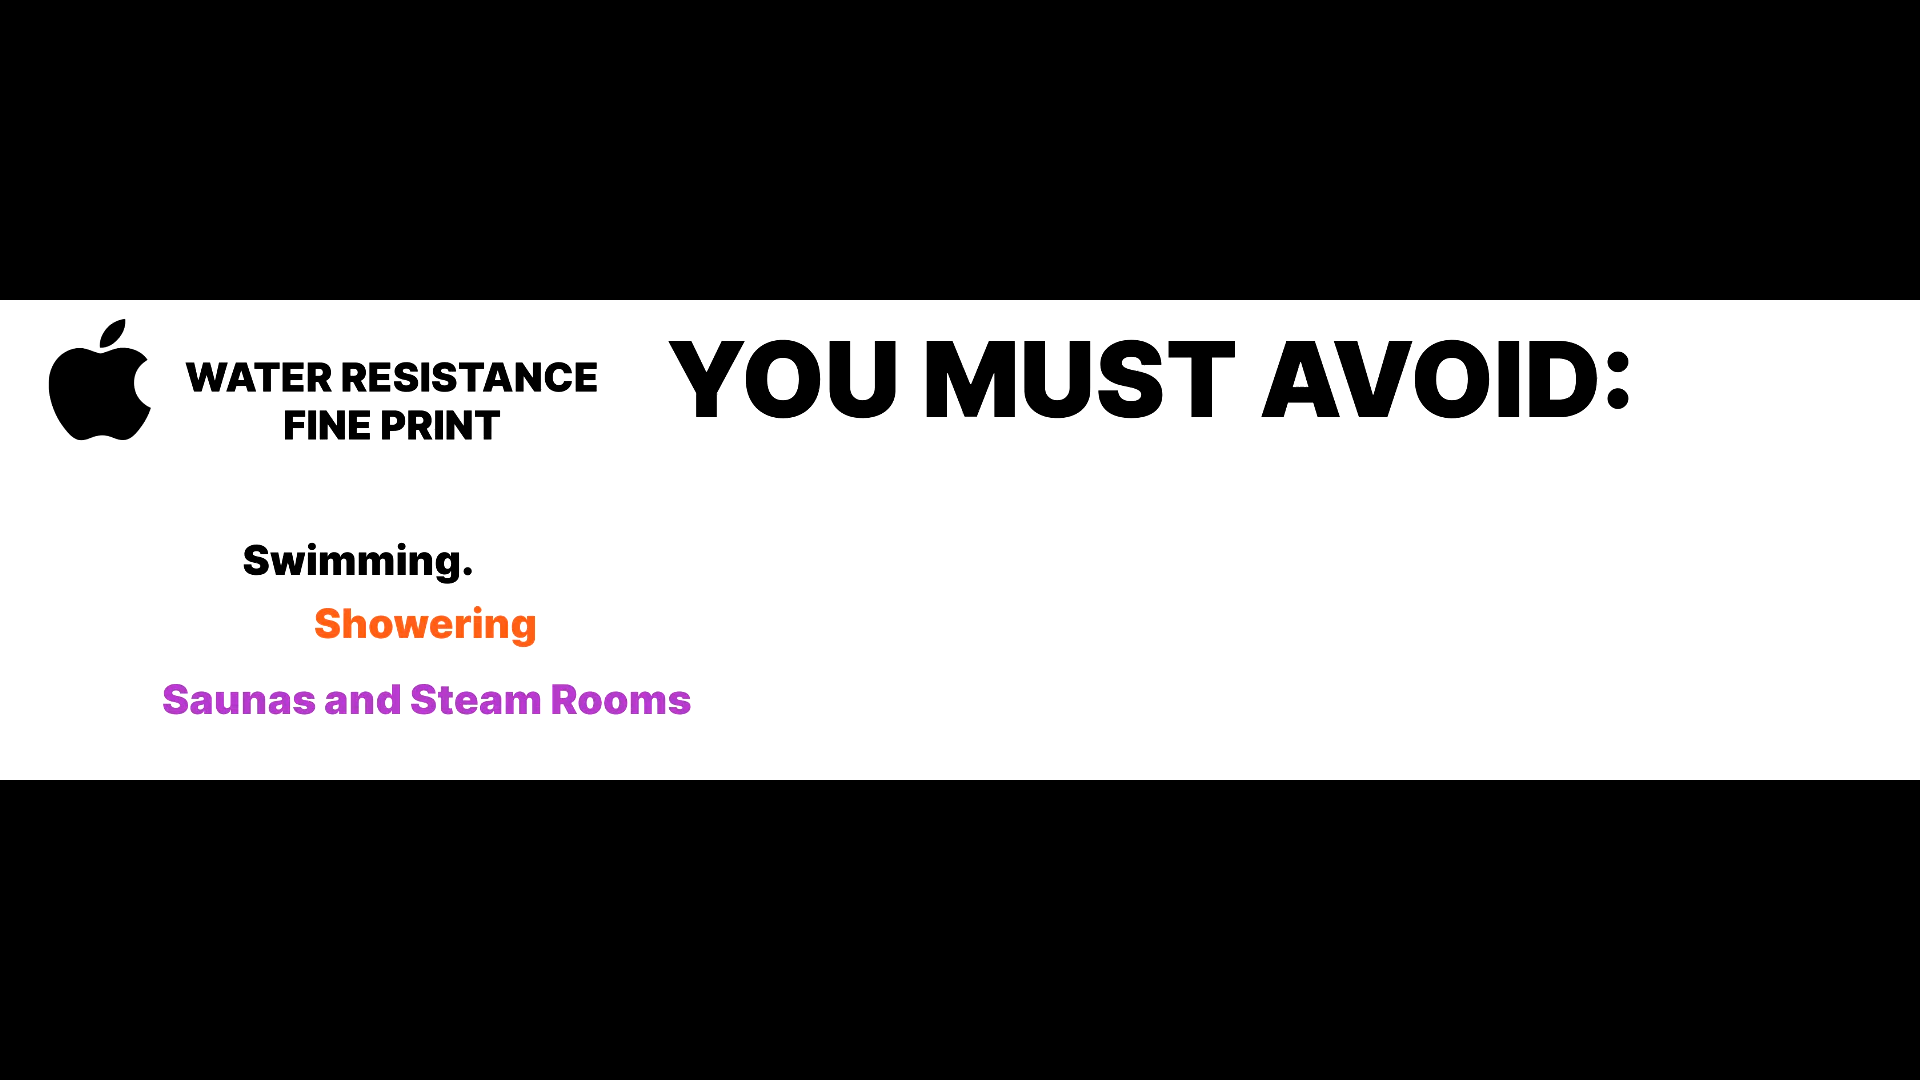 WATER RESISTANCE
FINE PRINT
YOU MUST AVOID:
Swimming.
Showering
Saunas and Steam Rooms